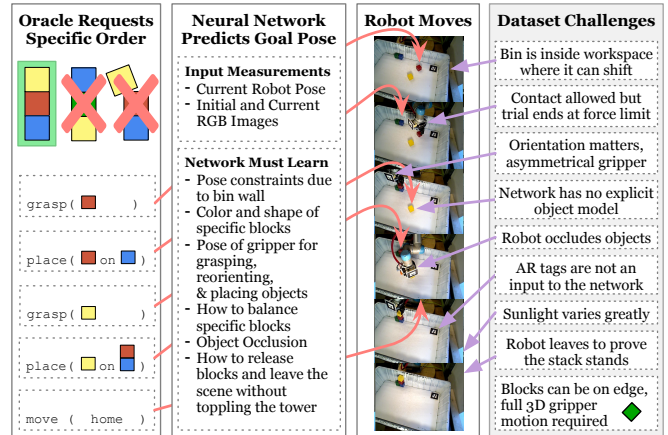 Oracle Requests
Specific Order
grasp( )
place( on )
grasp( )
place( on )
move ( home )
Neural Network
Predicts Goal Pose
Input Measurements
- Current Robot Pose
- Initial and Current
RGB Images
Network Must Learn
- Pose constraints due
to bin wall
- Color and shape of
specific blocks
- Pose of gripper for
grasping,
reorienting,
& placing objects
- How to balance
specific blocks
- Object Occlusion
- How to release
blocks and leave the
scene without
toppling the tower
Robot Moves
Dataset Challenges
Bin is inside workspace
where it can shift
Contact allowed but
trial ends at force limit
Orientation matters,
asymmetrical gripper
Network has no explicit
object model
Robot occludes objects
AR tags are not an
input to the network
Sunlight varies greatly
Robot leaves to prove
the stack stands
Blocks can be on edge,
full 3D gripper
motion required